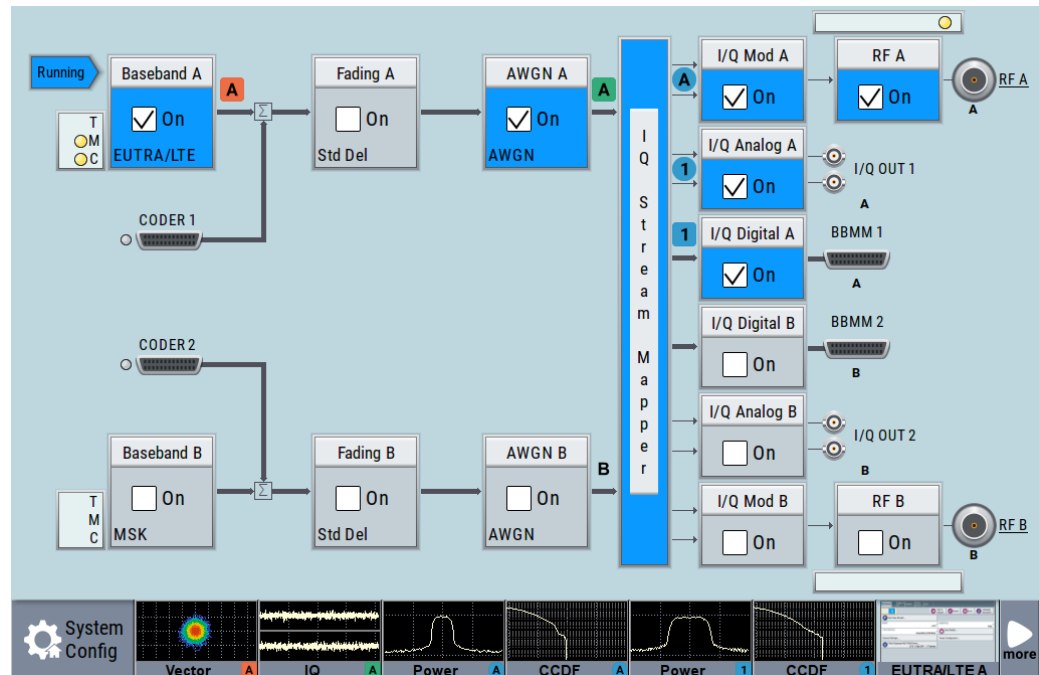 Running
Baseband A
On
EUTRA/LTE
A
T
M
C
Fading A
On
Std Del
AWGN A
On
AWGN
A
I/Q Mod A
On
A
RF A
On
RF A
A
I/Q Analog A
On
1
I/Q OUT 1
A
I/Q Digital A
On
1
BBMM 1
A
CODER 1
Σ
IQ Stream Mapper
I/Q Digital B
On
BBMM 2
B
CODER 2
Σ
I/Q Analog B
On
I/Q OUT 2
B
Baseband B
On
MSK
T
M
C
Fading B
On
Std Del
AWGN B
On
AWGN
B
I/Q Mod B
On
RF B
On
RF B
B
System
Config
Vector A
IQ A
Power A
CCDF A
Power 1
CCDF 1
EUTRA/LTE A
more